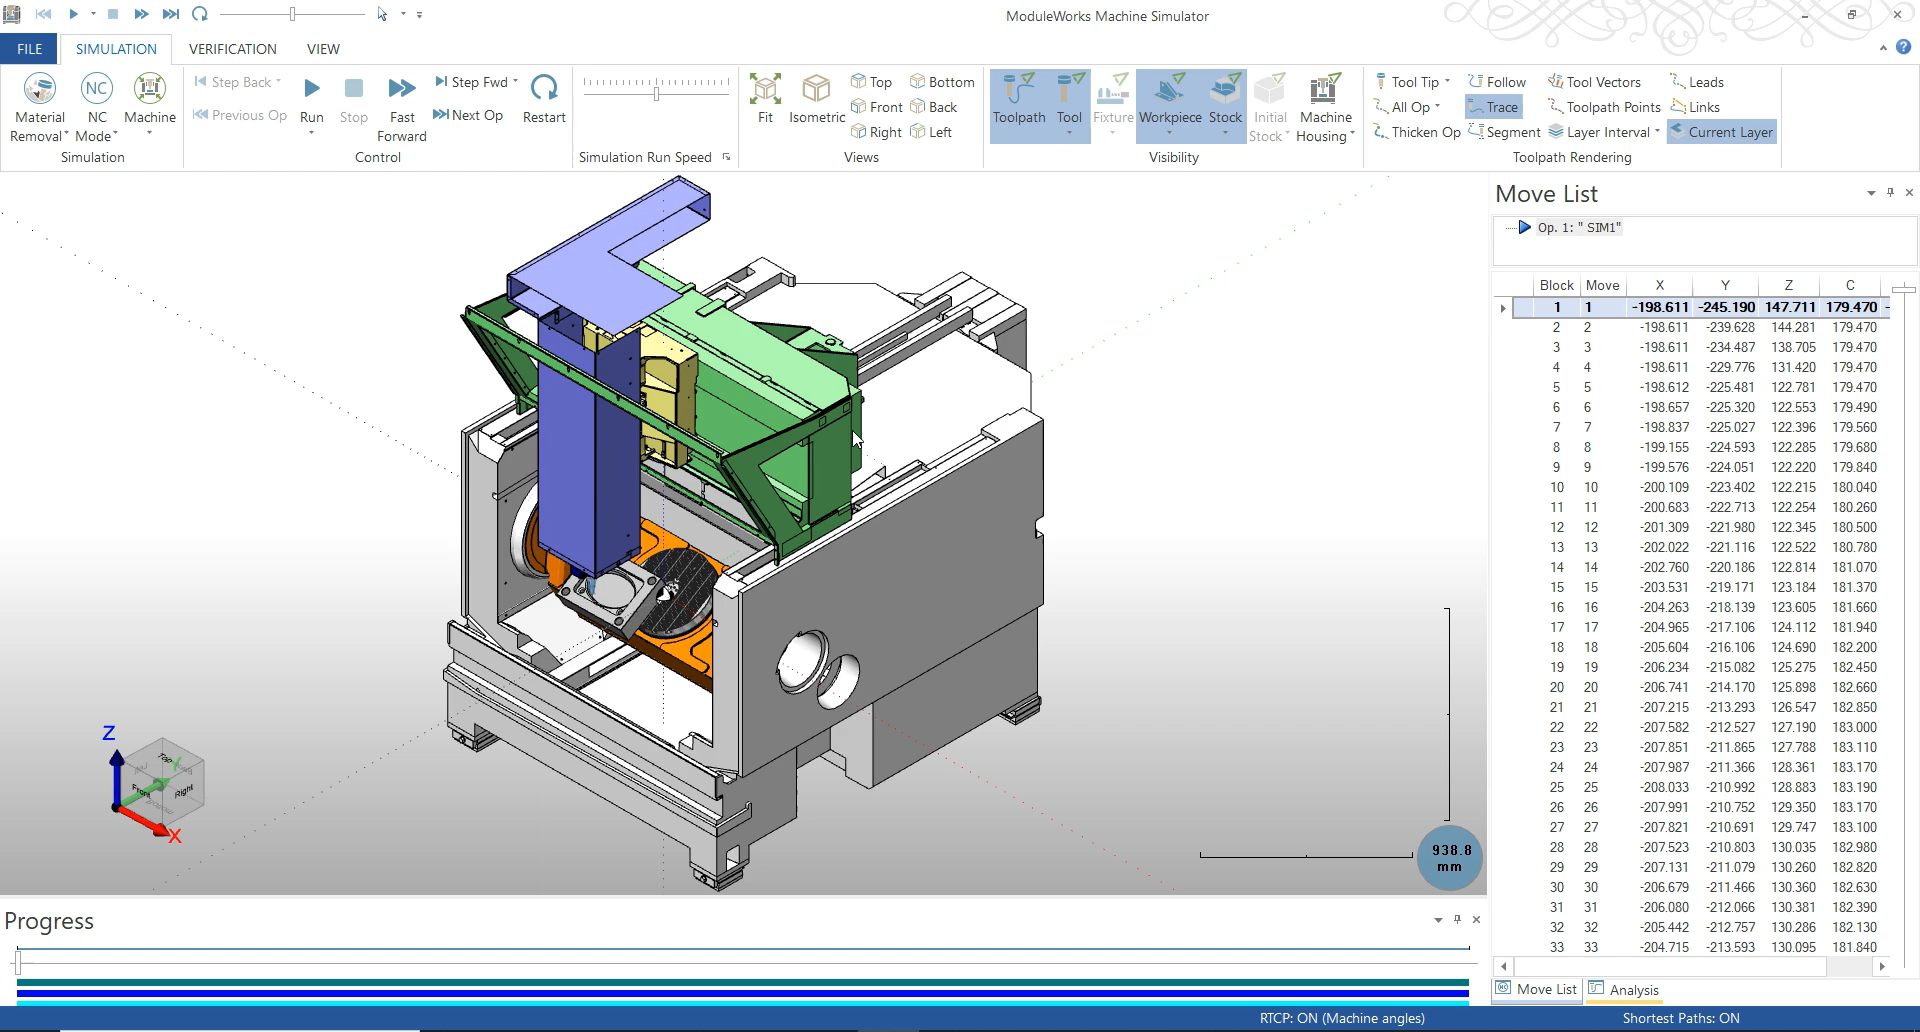 ModuleWorks Machine Simulator
FILE SIMULATION VERIFICATION VIEW
Material Removal
NC Mode
Machine
Simulation
Step Back
Previous Op
Run
Stop
Fast Forward
Step Fwd
Next Op
Restart
Control
Simulation Run Speed
Fit
Isometric
Top
Front
Right
Bottom
Back
Left
Views
Toolpath
Tool
Fixture
Workpiece
Stock
Initial Stock
Machine Housing
Visibility
Tool Tip
All Op
Thicken Op
Follow
Trace
Segment
Tool Vectors
Toolpath Points
Layer Interval
Leads
Links
Current Layer
Toolpath Rendering
Move List
Op. 1: " SIM1"
Block Move X Y Z C
1 1 -198.611 -245.190 147.711 179.470
2 2 -198.611 -239.628 144.281 179.470
3 3 -198.611 -234.487 138.705 179.470
4 4 -198.611 -229.776 131.420 179.470
5 5 -198.612 -225.481 122.781 179.470
6 6 -198.657 -225.320 122.553 179.490
7 7 -198.837 -225.027 122.396 179.560
8 8 -199.155 -224.593 122.285 179.680
9 9 -199.576 -224.051 122.220 179.840
10 10 -200.109 -223.402 122.215 180.040
11 11 -200.683 -222.713 122.254 180.260
12 12 -201.309 -221.980 122.345 180.500
13 13 -202.022 -221.116 122.522 180.780
14 14 -202.760 -220.186 122.814 181.070
15 15 -203.531 -219.171 123.184 181.370
16 16 -204.263 -218.139 123.605 181.660
17 17 -204.965 -217.106 124.112 181.940
18 18 -205.604 -216.106 124.690 182.200
19 19 -206.234 -215.082 125.275 182.450
20 20 -206.741 -214.170 125.898 182.660
21 21 -207.215 -213.293 126.547 182.850
22 22 -207.582 -212.527 127.190 183.000
23 23 -207.851 -211.865 127.788 183.110
24 24 -207.987 -211.366 128.361 183.170
25 25 -208.033 -210.992 128.883 183.190
26 26 -207.991 -210.752 129.350 183.170
27 27 -207.821 -210.691 129.747 183.100
28 28 -207.523 -210.803 130.035 182.980
29 29 -207.131 -211.079 130.260 182.820
30 30 -206.679 -211.466 130.360 182.630
31 31 -206.080 -212.066 130.381 182.390
32 32 -205.442 -212.757 130.286 182.130
33 33 -204.715 -213.593 130.095 181.840
Move List Analysis
Z
Top
Front
Right
X
938.8
mm
Progress
RTCP: ON (Machine angles) Shortest Paths: ON